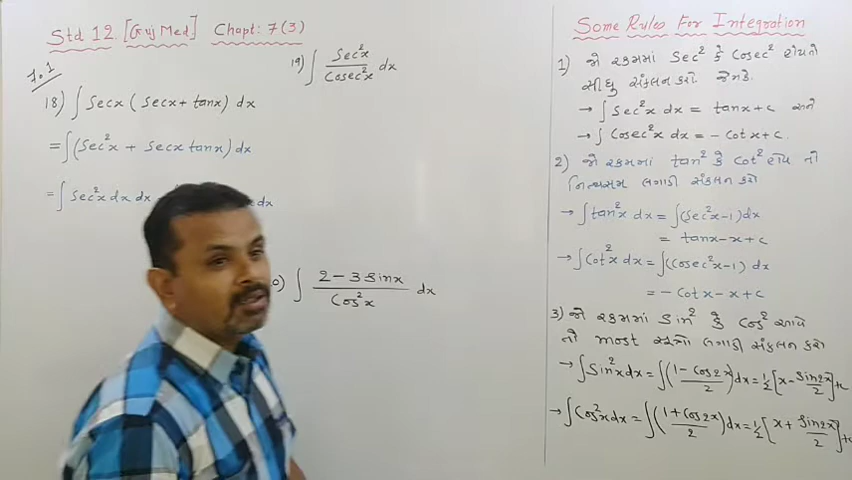 Std 12 [Guj Med] Chapt: 7(3)
7.1
18) ∫ Secx (Secx + tanx) dx
= ∫(Sec²x + Secx tanx) dx
= ∫ Sec²x dx dx
dx
19) ∫ Sec²x / Cosec²x dx
0) ∫ 2 - 3 Sinx / Cos²x dx
Some Rules For Integration
1) જો રકમમાં Sec² કે Cosec² હોય તો
સીધુ સંકલન કરો. જેમકે.
→ ∫ Sec²x dx = tanx + c અને
→ ∫ Cosec²x dx = - Cotx + c.
2) જો રકમમાં tan² કે Cot² હોય તો
નિત્યસમ લગાડી સંકલન કરો
→ ∫tan²x dx = ∫(Sec²x-1)dx
= tanx - x + c
→ ∫Cot²x dx = ∫(Cosec²x-1) dx
= - Cotx - x + c
3) જો રકમમાં Sin² કે Cos² આવે
તો most સૂત્રો લગાડી સંકલન કરો
→ ∫Sin²x dx = ∫(1 - Cos2x / 2)dx = 1/2[x - Sin2x/2] + c
→ ∫Cos²x dx = ∫(1 + Cos2x / 2)dx = 1/2[x + Sin2x/2] + c